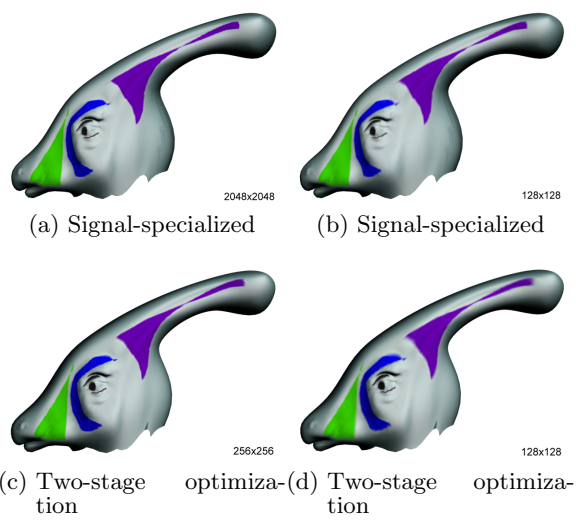 2048x2048
128x128
(a) Signal-specialized
(b) Signal-specialized
256x256
128x128
(c) Two-stage optimiza-
tion
(d) Two-stage optimiza-
tion